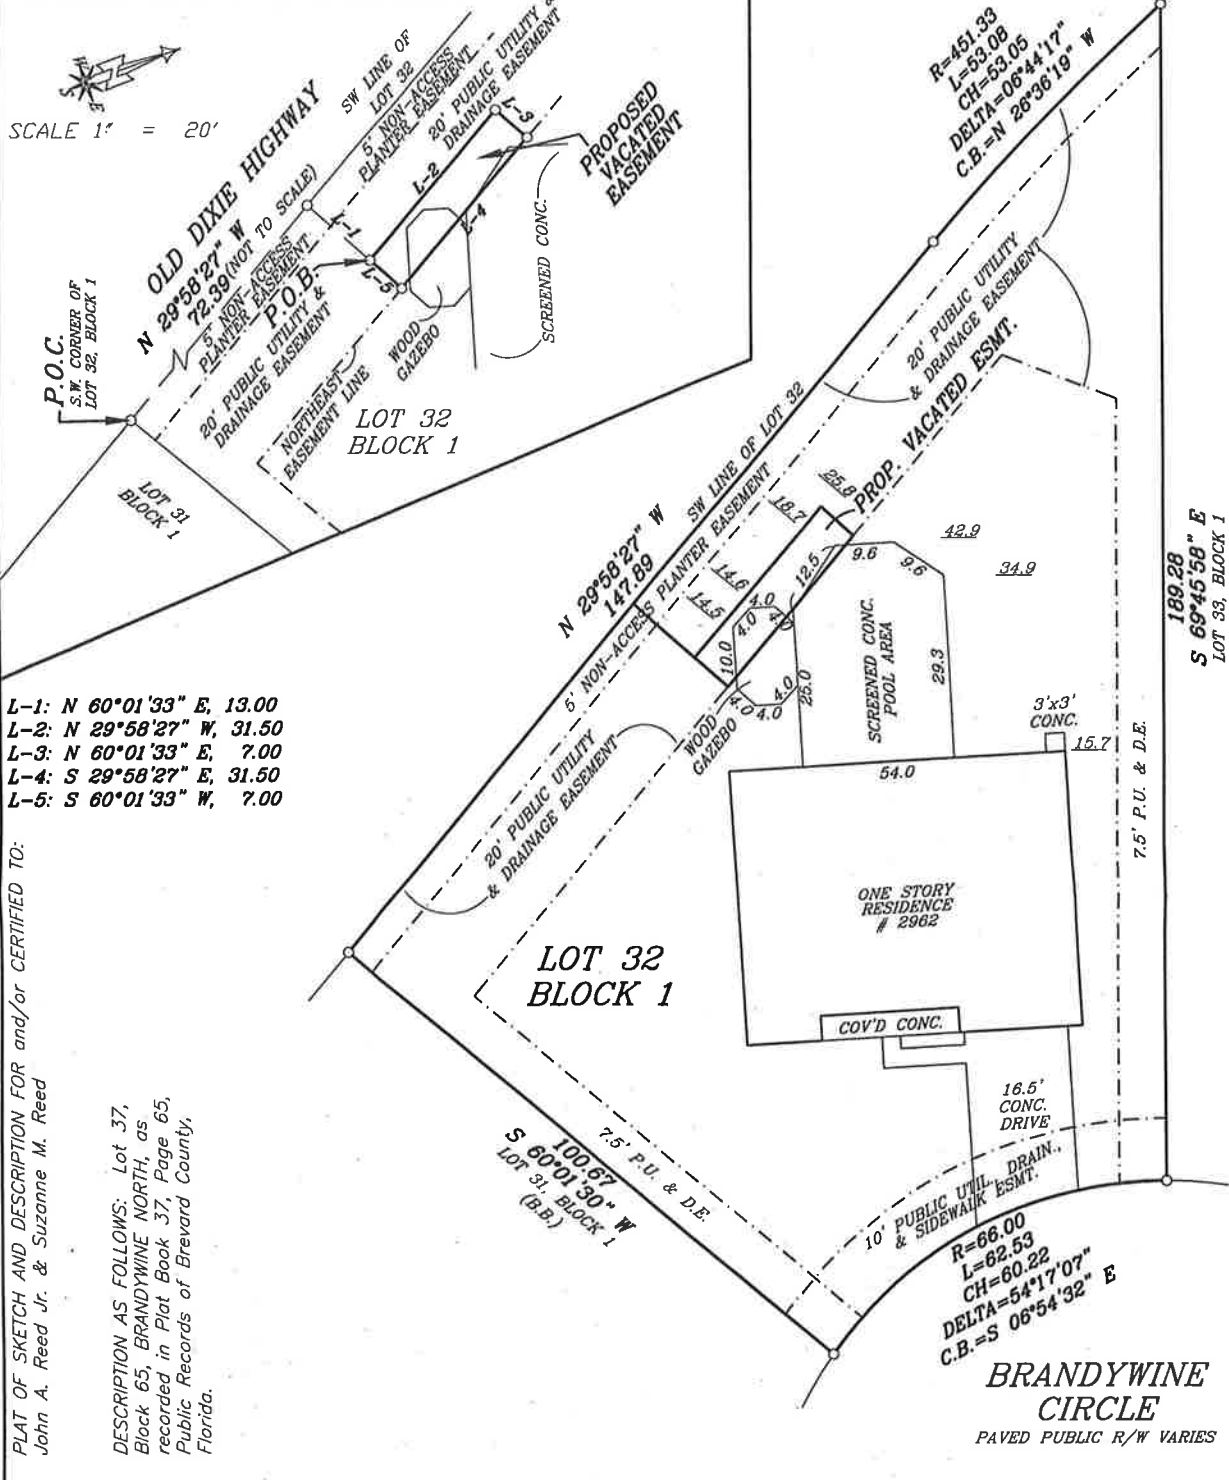 SCALE 1" = 20'
OLD DIXIE HIGHWAY
N 29°58'27" W
72.39(NOT TO SCALE)
SW LINE OF
LOT 32
5' NON-ACCESS
PLANTER EASEMENT
20' PUBLIC UTILITY &
DRAINAGE EASEMENT
L-3
L-2
L-1
L-4
L-5
PROPOSED
VACATED
EASEMENT
SCREENED CONC.
P.O.B.
5' NON-ACCESS
PLANTER EASEMENT
20' PUBLIC UTILITY &
DRAINAGE EASEMENT
P.O.C.
S.W. CORNER OF
LOT 32, BLOCK 1
WOOD
GAZEBO
NORTHEAST
EASEMENT LINE
LOT 32
BLOCK 1
LOT 31
BLOCK 1
L-1: N 60°01'33" E, 13.00
L-2: N 29°58'27" W, 31.50
L-3: N 60°01'33" E, 7.00
L-4: S 29°58'27" E, 31.50
L-5: S 60°01'33" W, 7.00
PLAT OF SKETCH AND DESCRIPTION FOR and/or CERTIFIED TO:
John A. Reed Jr. & Suzanne M. Reed
DESCRIPTION AS FOLLOWS: Lot 37,
Block 65, BRANDYWINE NORTH, as
recorded in Plat Book 37, Page 65,
Public Records of Brevard County,
Florida.
R=451.33
L=53.08
CH=53.05
DELTA=06°44'17"
C.B.=N 26°36'19" W
20' PUBLIC UTILITY
& DRAINAGE EASEMENT
PROP. VACATED ESMT.
SW LINE OF LOT 32
N 29°58'27" W
147.89
5' NON-ACCESS PLANTER EASEMENT
25.8
18.7
14.6
14.5
42.9
34.9
12.5
9.6
9.6
4.0
4.0
4.0
10.0
4.0
4.0
4.0
25.0
29.3
SCREENED CONC.
POOL AREA
WOOD
GAZEBO
20' PUBLIC UTILITY
& DRAINAGE EASEMENT
3'x3'
CONC.
15.7
54.0
ONE STORY
RESIDENCE
# 2962
COV'D CONC.
7.5' P.U. & D.E.
189.28
S 69°45'58" E
LOT 33, BLOCK 1
LOT 32
BLOCK 1
16.5'
CONC.
DRIVE
7.5' P.U. & D.E.
100.67
S 60°01'30" W
LOT 31, BLOCK 1
(B.B.)
10' PUBLIC UTIL. DRAIN.,
& SIDEWALK ESMT.
R=66.00
L=62.53
CH=60.22
DELTA=54°17'07"
C.B.=S 06°54'32" E
BRANDYWINE
CIRCLE
PAVED PUBLIC R/W VARIES